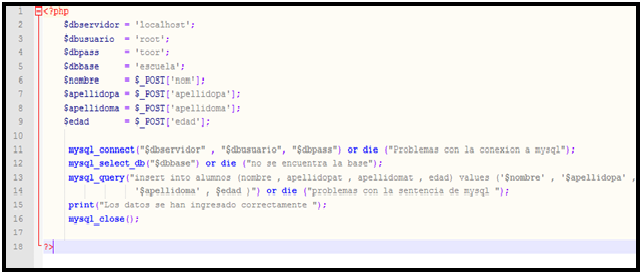 1 <?php
2 $dbservidor = 'localhost';
3 $dbusuario = 'root';
4 $dbpass = 'toor';
5 $dbbase = 'escuela';
6 $nombre = $_POST['nom'];
7 $apellidopa = $_POST['apellidopa'];
8 $apellidoma = $_POST['apellidoma'];
9 $edad = $_POST['edad'];
10
11 mysql_connect("$dbservidor" , "$dbusuario", "$dbpass") or die ("Problemas con la conexion a mysql");
12 mysql_select_db("$dbbase") or die ("no se encuentra la base");
13 mysql_query("insert into alumnos (nombre , apellidopat , apellidomat , edad) values ('$nombre' , '$apellidopa' ,
14 '$apellidoma' , $edad )") or die ("problemas con la sentencia de mysql ");
15 print("Los datos se han ingresado correctamente ");
16 mysql_close();
17
18 ?>